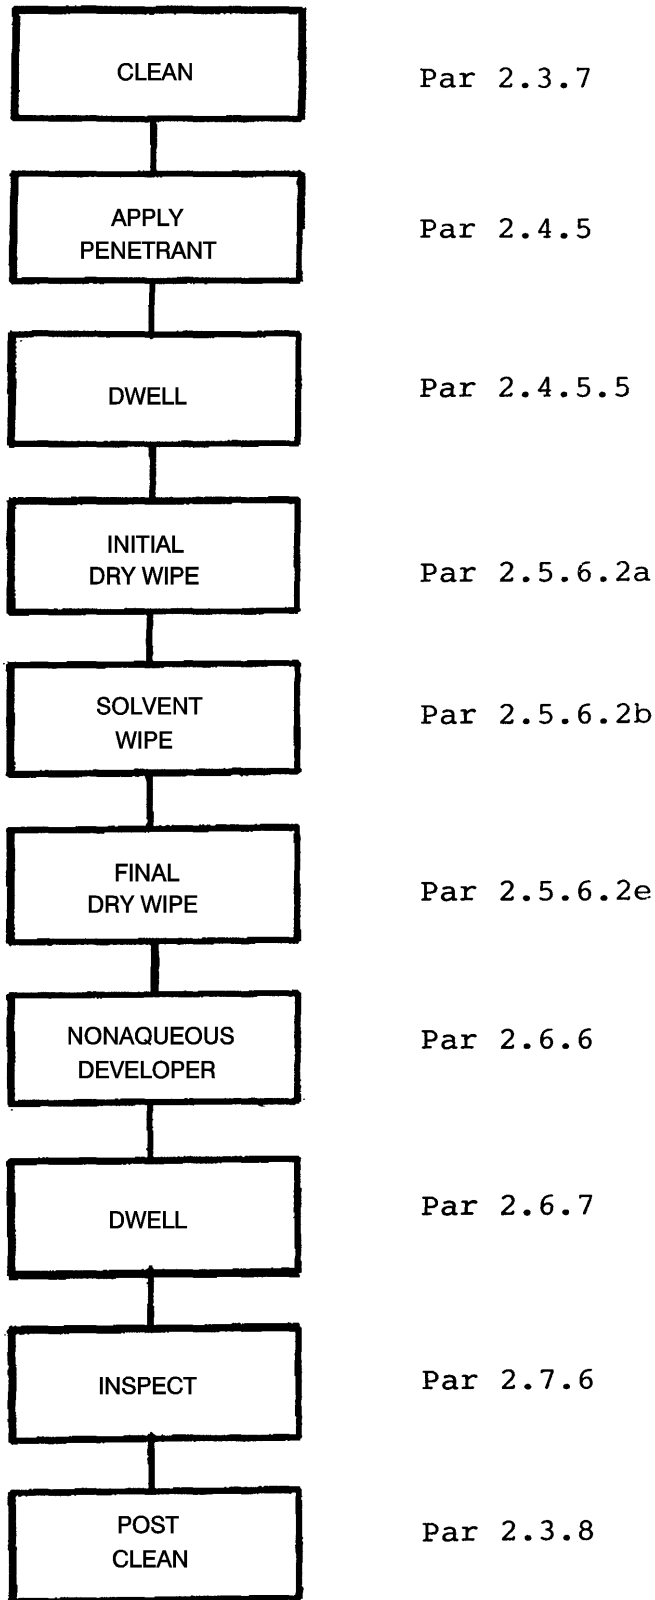 CLEAN
Par 2.3.7
APPLY
PENETRANT
Par 2.4.5
DWELL
Par 2.4.5.5
INITIAL
DRY WIPE
Par 2.5.6.2a
SOLVENT
WIPE
Par 2.5.6.2b
FINAL
DRY WIPE
Par 2.5.6.2e
NONAQUEOUS
DEVELOPER
Par 2.6.6
DWELL
Par 2.6.7
INSPECT
Par 2.7.6
POST
CLEAN
Par 2.3.8